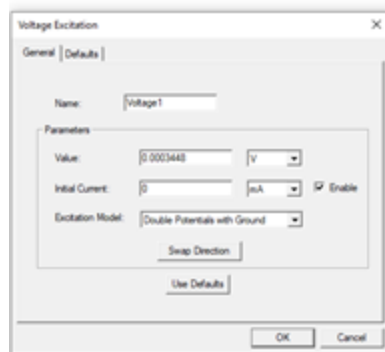 Voltage Excitation
General Defaults
Name: Voltage1
Parameters
Value: 0.0003448 V
Initial Current: 0 mA Enable
Excitation Model: Double Potentials with Ground
Swap Direction
Use Defaults
OK Cancel